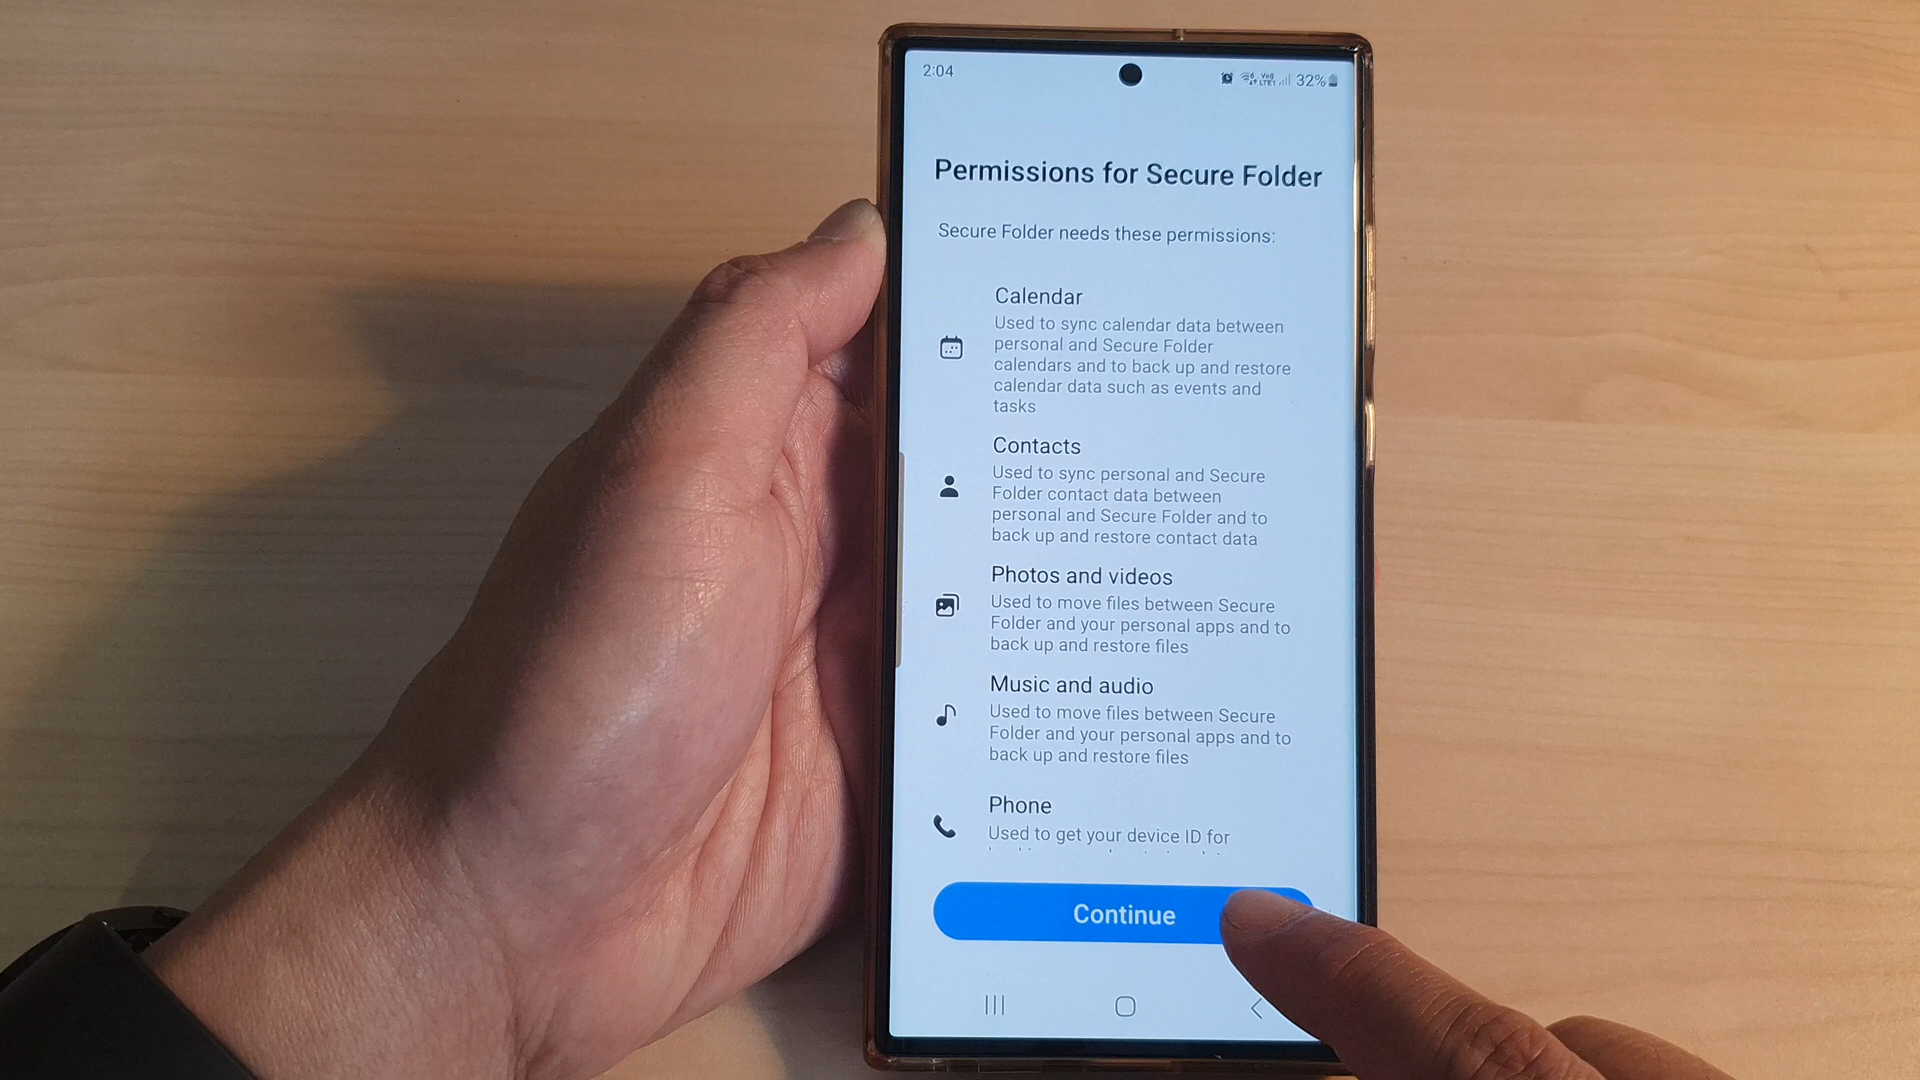 2:04
32%
Permissions for Secure Folder
Secure Folder needs these permissions:
Calendar
Used to sync calendar data between
personal and Secure Folder
calendars and to back up and restore
calendar data such as events and
tasks
Contacts
Used to sync personal and Secure
Folder contact data between
personal and Secure Folder and to
back up and restore contact data
Photos and videos
Used to move files between Secure
Folder and your personal apps and to
back up and restore files
Music and audio
Used to move files between Secure
Folder and your personal apps and to
back up and restore files
Phone
Used to get your device ID for
Continue